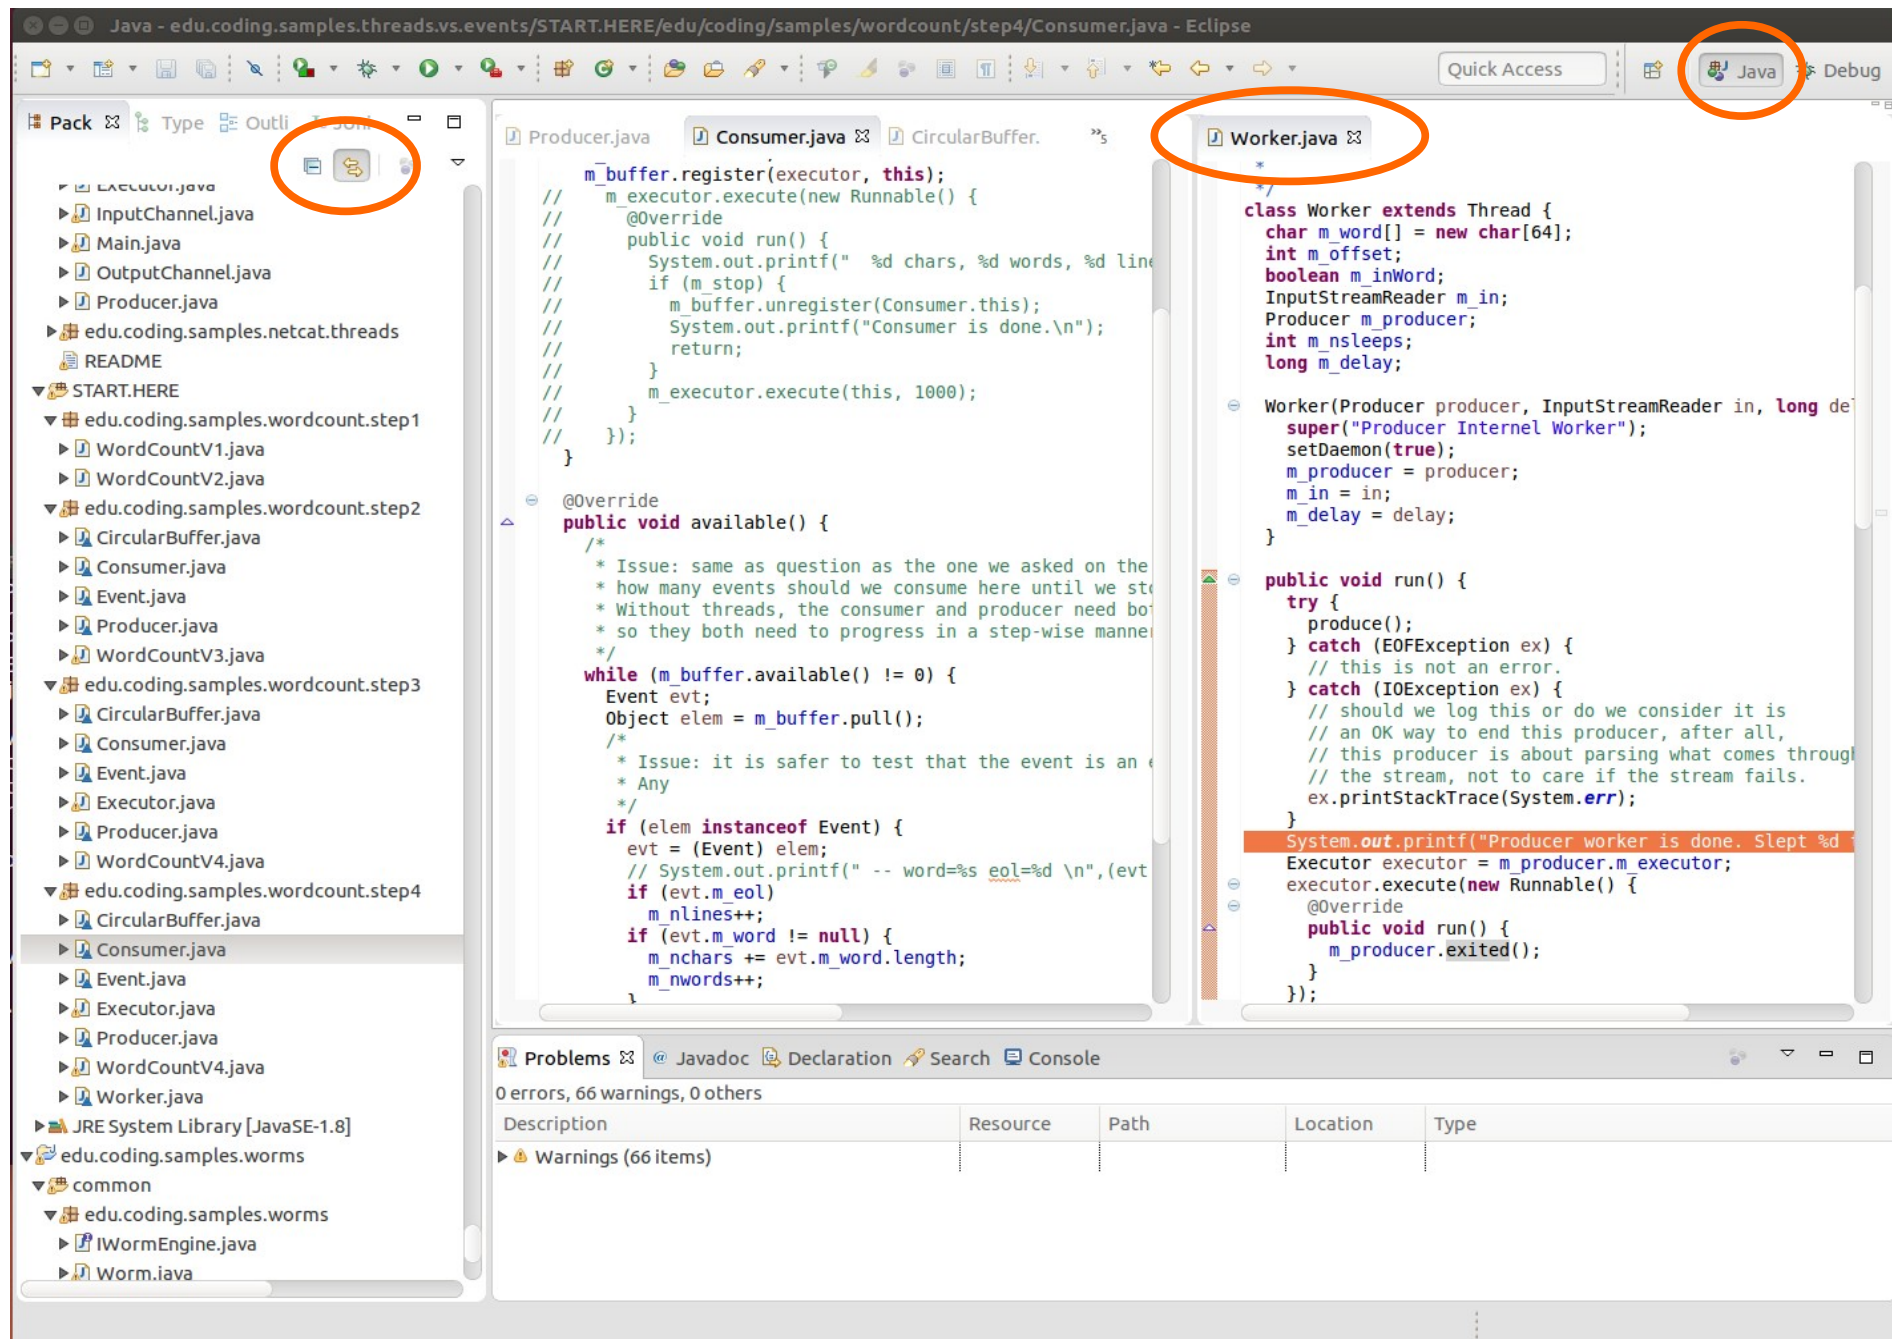 Java - edu.coding.samples.threads.vs.events/START.HERE/edu/coding/samples/wordcount/step4/Consumer.java - Eclipse
Quick Access
Java
Debug
Pack
Type
Outli
Executor.java
InputChannel.java
Main.java
OutputChannel.java
Producer.java
edu.coding.samples.netcat.threads
README
START.HERE
edu.coding.samples.wordcount.step1
WordCountV1.java
WordCountV2.java
edu.coding.samples.wordcount.step2
CircularBuffer.java
Consumer.java
Event.java
Producer.java
WordCountV3.java
edu.coding.samples.wordcount.step3
CircularBuffer.java
Consumer.java
Event.java
Executor.java
Producer.java
WordCountV4.java
edu.coding.samples.wordcount.step4
CircularBuffer.java
Consumer.java
Event.java
Executor.java
Producer.java
WordCountV4.java
Worker.java
JRE System Library [JavaSE-1.8]
edu.coding.samples.worms
common
edu.coding.samples.worms
IWormEngine.java
Worm.java
Producer.java
Consumer.java
CircularBuffer.
»5
m_buffer.register(executor, this);
// m_executor.execute(new Runnable() {
// @Override
// public void run() {
// System.out.printf(" %d chars, %d words, %d line
// if (m_stop) {
// m_buffer.unregister(Consumer.this);
// System.out.printf("Consumer is done.\n");
// return;
// }
// m_executor.execute(this, 1000);
// }
// });
}
@Override
public void available() {
/*
* Issue: same as question as the one we asked on the
* how many events should we consume here until we sto
* Without threads, the consumer and producer need bot
* so they both need to progress in a step-wise manner
*/
while (m_buffer.available() != 0) {
Event evt;
Object elem = m_buffer.pull();
/*
* Issue: it is safer to test that the event is an e
* Any
*/
if (elem instanceof Event) {
evt = (Event) elem;
// System.out.printf(" -- word=%s eol=%d \n",(evt
if (evt.m_eol)
m_nlines++;
if (evt.m_word != null) {
m_nchars += evt.m_word.length;
m_nwords++;
}
Worker.java
*
*/
class Worker extends Thread {
char m_word[] = new char[64];
int m_offset;
boolean m_inWord;
InputStreamReader m_in;
Producer m_producer;
int m_nsleeps;
long m_delay;
Worker(Producer producer, InputStreamReader in, long de
super("Producer Internel Worker");
setDaemon(true);
m_producer = producer;
m_in = in;
m_delay = delay;
}
public void run() {
try {
produce();
} catch (EOFException ex) {
// this is not an error.
} catch (IOException ex) {
// should we log this or do we consider it is
// an OK way to end this producer, after all,
// this producer is about parsing what comes through
// the stream, not to care if the stream fails.
ex.printStackTrace(System.err);
}
System.out.printf("Producer worker is done. Slept %d
Executor executor = m_producer.m_executor;
executor.execute(new Runnable() {
@Override
public void run() {
m_producer.exited();
}
});
Problems
@ Javadoc
Declaration
Search
Console
0 errors, 66 warnings, 0 others
Description
Resource
Path
Location
Type
Warnings (66 items)